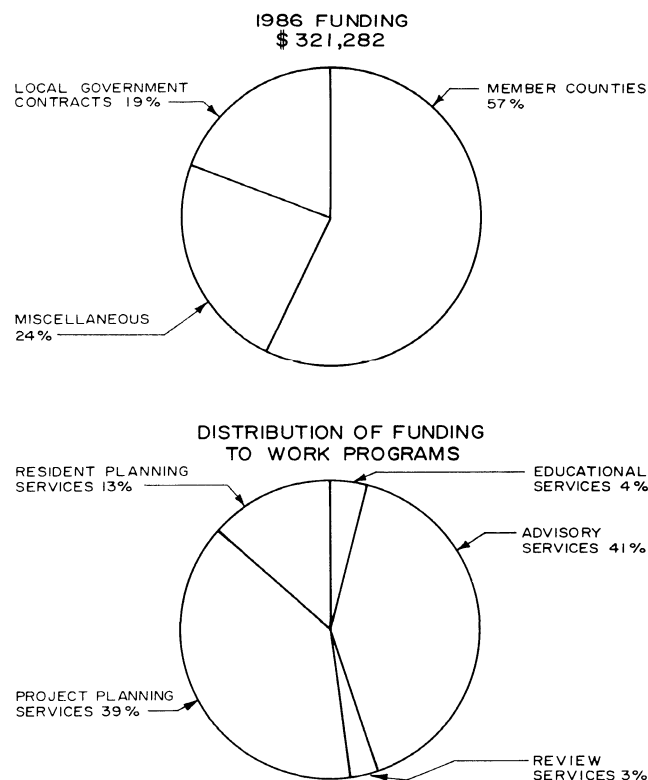 1986 FUNDING
$ 321,282
LOCAL GOVERNMENT
CONTRACTS 19%
MEMBER COUNTIES
57%
MISCELLANEOUS
24%
DISTRIBUTION OF FUNDING
TO WORK PROGRAMS
RESIDENT PLANNING
SERVICES 13%
EDUCATIONAL
SERVICES 4%
ADVISORY
SERVICES 41%
PROJECT PLANNING
SERVICES 39%
REVIEW
SERVICES 3%